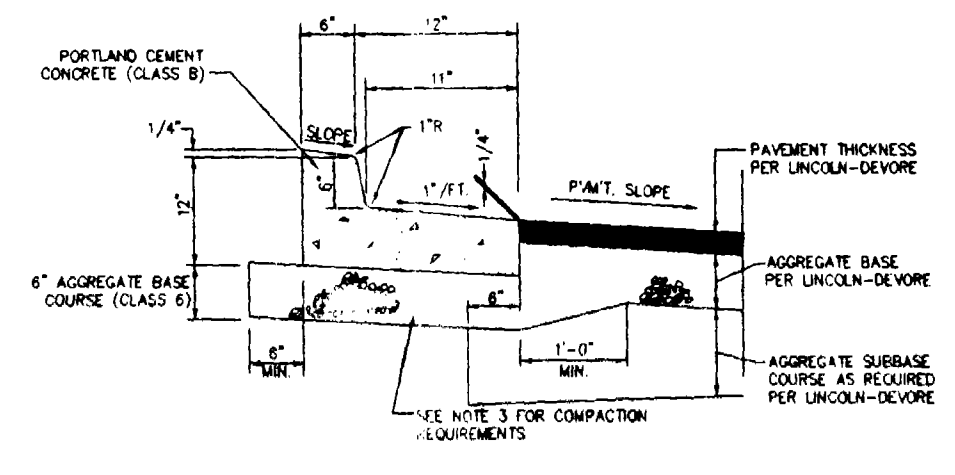 6" 12"
PORTLAND CEMENT
CONCRETE (CLASS B)
11"
1/4"
SLOPE
1"R
1/4"
6"
1"/FT.
12"
P'M'T. SLOPE
PAVEMENT THICKNESS
PER LINCOLN-DEVORE
6" AGGREGATE BASE
COURSE (CLASS 6)
AGGREGATE BASE
PER LINCOLN-DEVORE
6"
6"
MIN.
1'-0"
MIN.
AGGREGATE SUBBASE
COURSE AS REQUIRED
PER LINCOLN-DEVORE
SEE NOTE 3 FOR COMPACTION
REQUIREMENTS